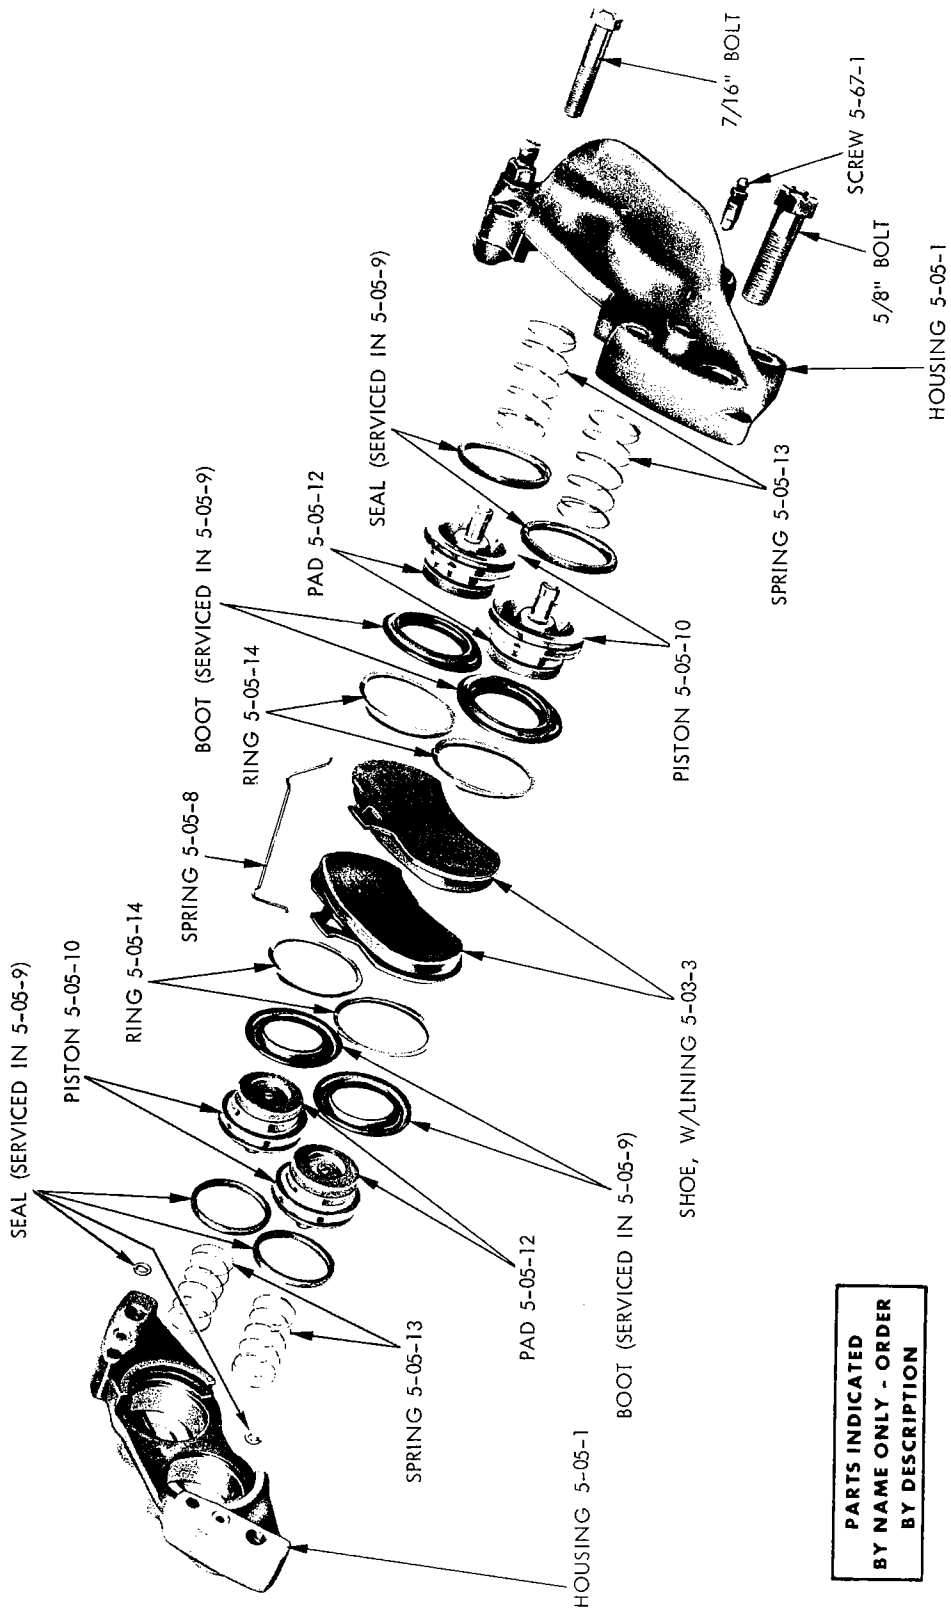 SEAL (SERVICED IN 5-05-9)
PISTON 5-05-10
RING 5-05-14
SPRING 5-05-8
BOOT (SERVICED IN 5-05-9)
RING 5-05-14
PAD 5-05-12
SEAL (SERVICED IN 5-05-9)
7/16" BOLT
SCREW 5-67-1
5/8" BOLT
HOUSING 5-05-1
SPRING 5-05-13
PISTON 5-05-10
SHOE, W/LINING 5-03-3
BOOT (SERVICED IN 5-05-9)
PAD 5-05-12
SPRING 5-05-13
HOUSING 5-05-1
PARTS INDICATED
BY NAME ONLY - ORDER
BY DESCRIPTION